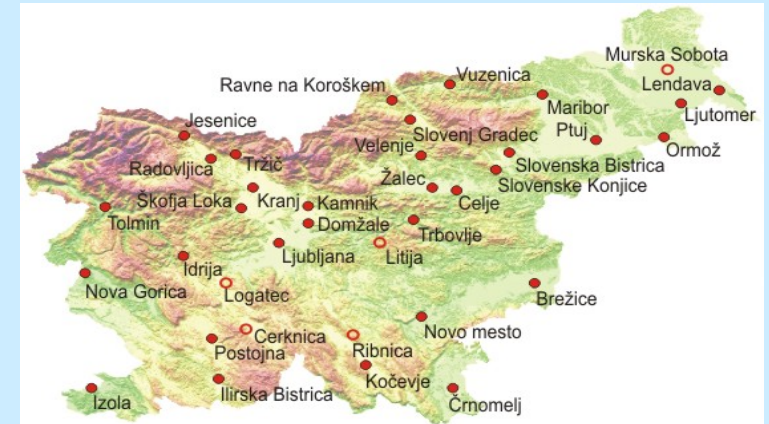 Murska Sobota
Vuzenica
Ravne na Koroškem
Lendava
Maribor
Ljutomer
Jesenice
Ptuj
Slovenj Gradec
Velenje
Ormož
Tržič
Slovenska Bistrica
Radovljica
Žalec
Slovenske Konjice
Kranj
Škofja Loka
Kamnik
Celje
Tolmin
Domžale
Trbovlje
Ljubljana
Litija
Idrija
Nova Gorica
Logatec
Brežice
Novo mesto
Cerknica
Postojna
Ribnica
Kočevje
Ilirska Bistrica
Izola
Črnomelj